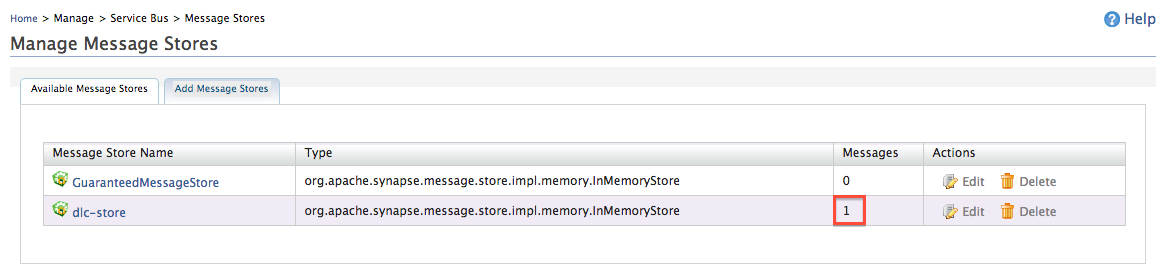 Home > Manage > Service Bus > Message Stores
Help
Manage Message Stores
Available Message Stores Add Message Stores
Message Store Name Type Messages Actions
GuaranteedMessageStore org.apache.synapse.message.store.impl.memory.InMemoryStore 0 Edit Delete
dlc-store org.apache.synapse.message.store.impl.memory.InMemoryStore 1 Edit Delete